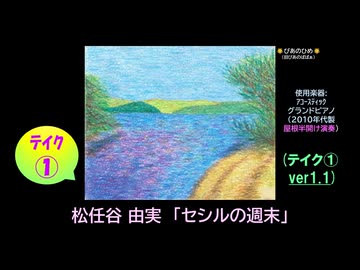 🌟ぴあのひめ🌟
(旧ぴあのぱぱみ)
使用楽器:
ｱｺｰｽﾃｨｯｸ
グランドピアノ
(2010年代製
屋根半開け演奏)
テイク
①
(テイク①
ver1.1)
松任谷 由実 「セシルの週末」